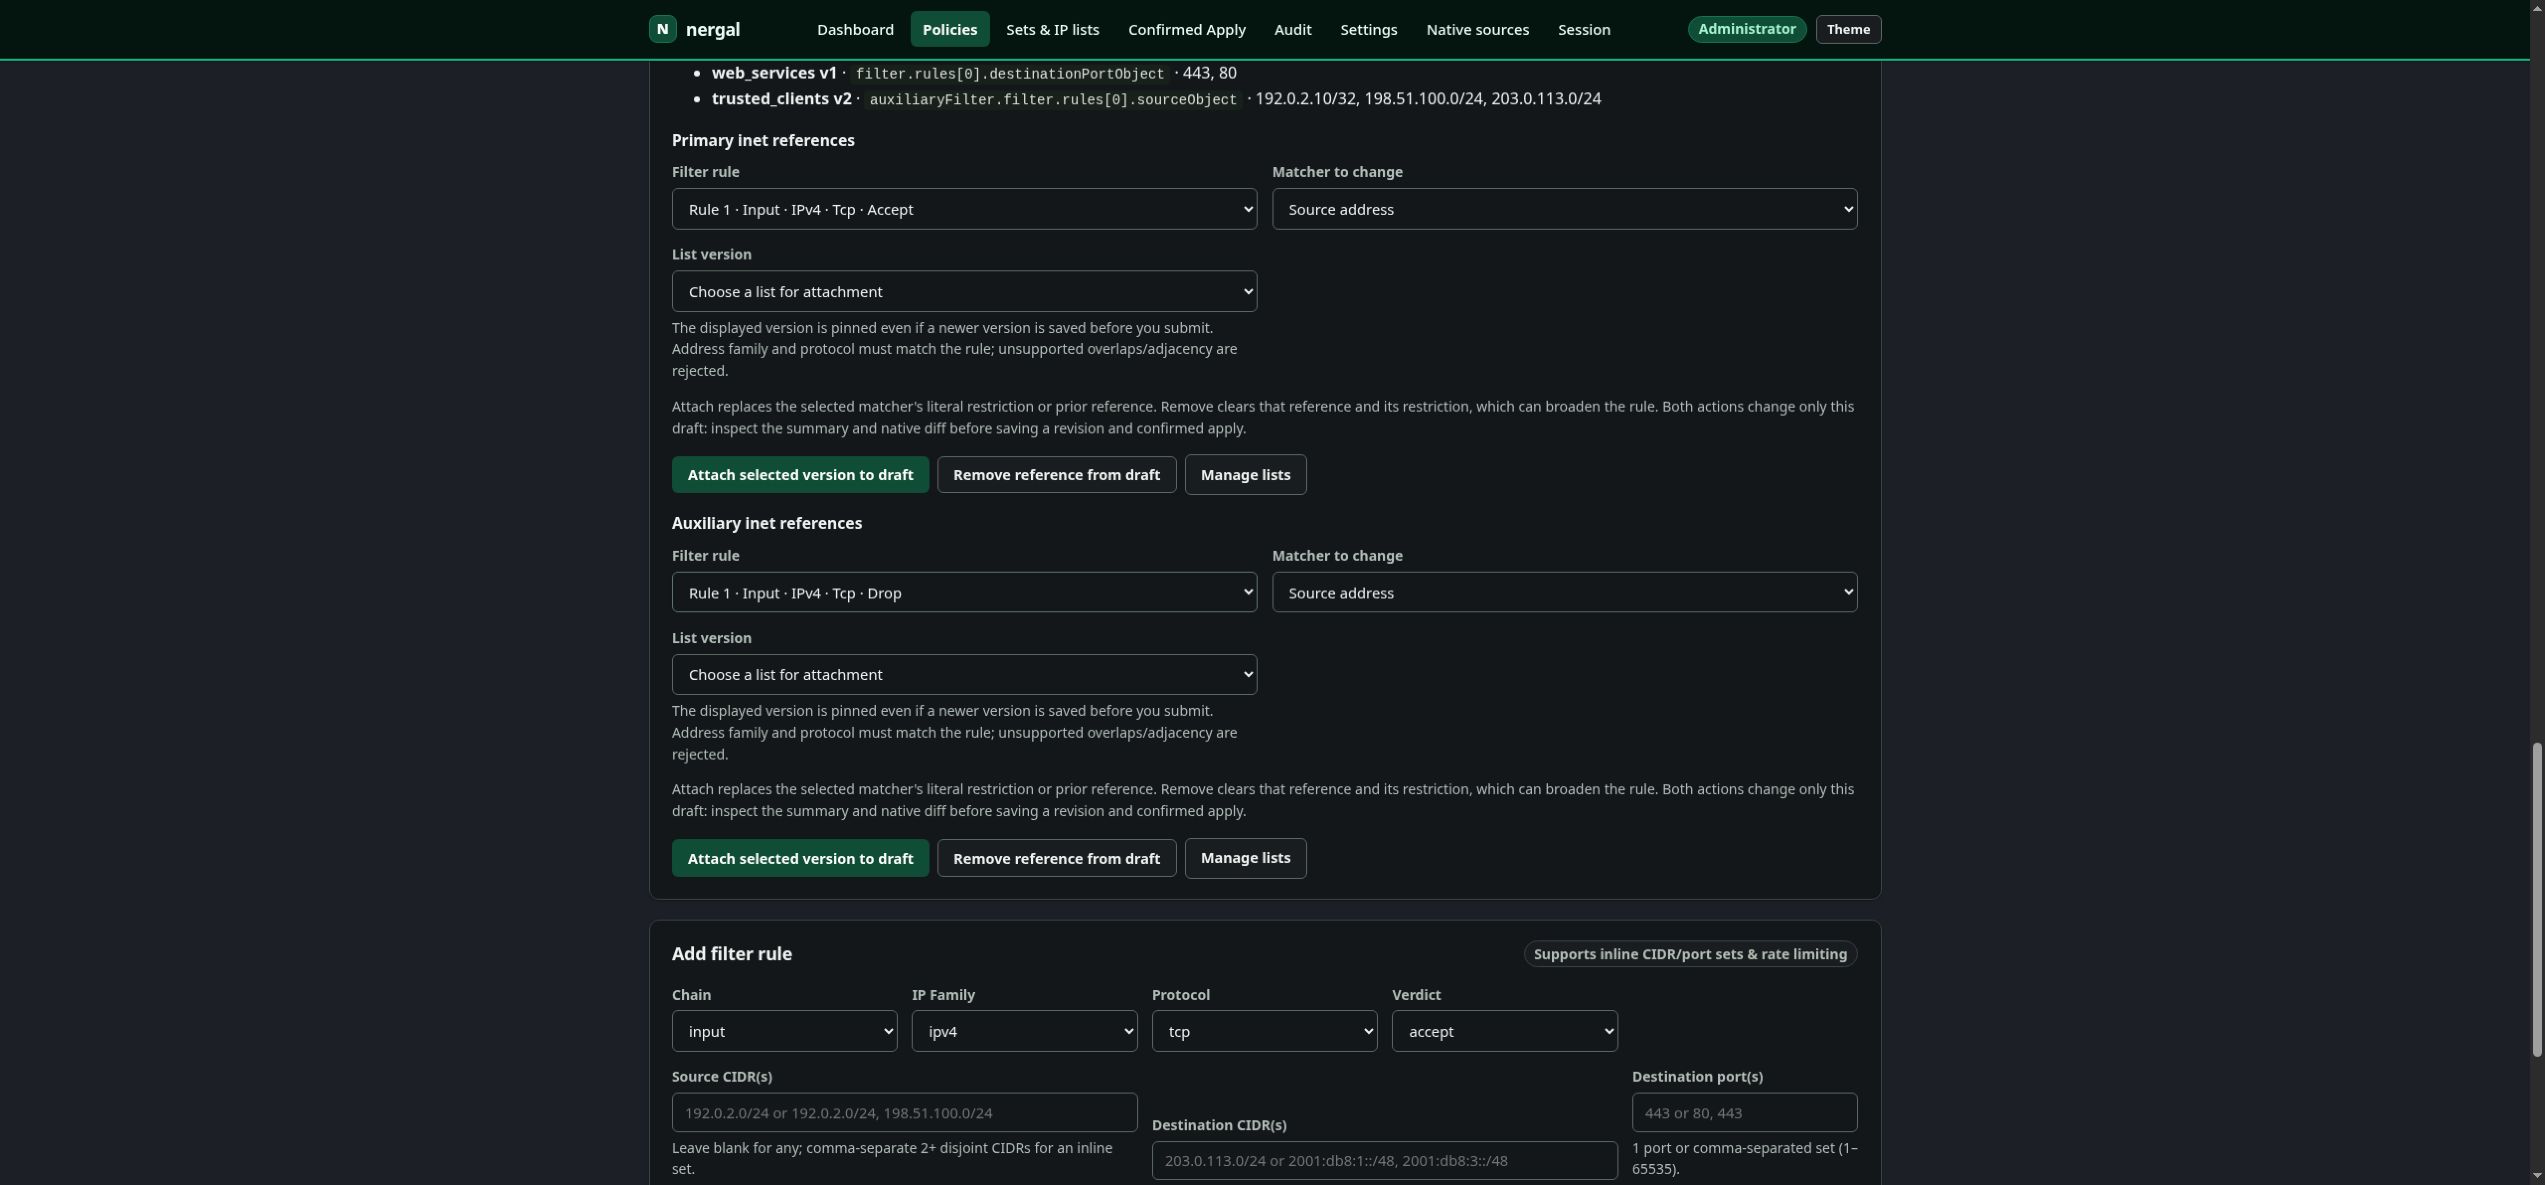 N nergal Dashboard Policies Sets & IP lists Confirmed Apply Audit Settings Native sources Session Administrator Theme
• web_services v1 · filter.rules[0].destinationPortObject · 443, 80
• trusted_clients v2 · auxiliaryFilter.filter.rules[0].sourceObject · 192.0.2.10/32, 198.51.100.0/24, 203.0.113.0/24
Primary inet references
Filter rule Matcher to change
Rule 1 · Input · IPv4 · Tcp · Accept Source address
List version
Choose a list for attachment
The displayed version is pinned even if a newer version is saved before you submit.
Address family and protocol must match the rule; unsupported overlaps/adjacency are
rejected.
Attach replaces the selected matcher's literal restriction or prior reference. Remove clears that reference and its restriction, which can broaden the rule. Both actions change only this
draft: inspect the summary and native diff before saving a revision and confirmed apply.
Attach selected version to draft Remove reference from draft Manage lists
Auxiliary inet references
Filter rule Matcher to change
Rule 1 · Input · IPv4 · Tcp · Drop Source address
List version
Choose a list for attachment
The displayed version is pinned even if a newer version is saved before you submit.
Address family and protocol must match the rule; unsupported overlaps/adjacency are
rejected.
Attach replaces the selected matcher's literal restriction or prior reference. Remove clears that reference and its restriction, which can broaden the rule. Both actions change only this
draft: inspect the summary and native diff before saving a revision and confirmed apply.
Attach selected version to draft Remove reference from draft Manage lists
Add filter rule Supports inline CIDR/port sets & rate limiting
Chain IP Family Protocol Verdict
input ipv4 tcp accept
Source CIDR(s) Destination port(s)
192.0.2.0/24 or 192.0.2.0/24, 198.51.100.0/24 443 or 80, 443
Destination CIDR(s)
Leave blank for any; comma-separate 2+ disjoint CIDRs for an inline 1 port or comma-separated set (1–
203.0.113.0/24 or 2001:db8:1::/48, 2001:db8:3::/48
set. 65535).